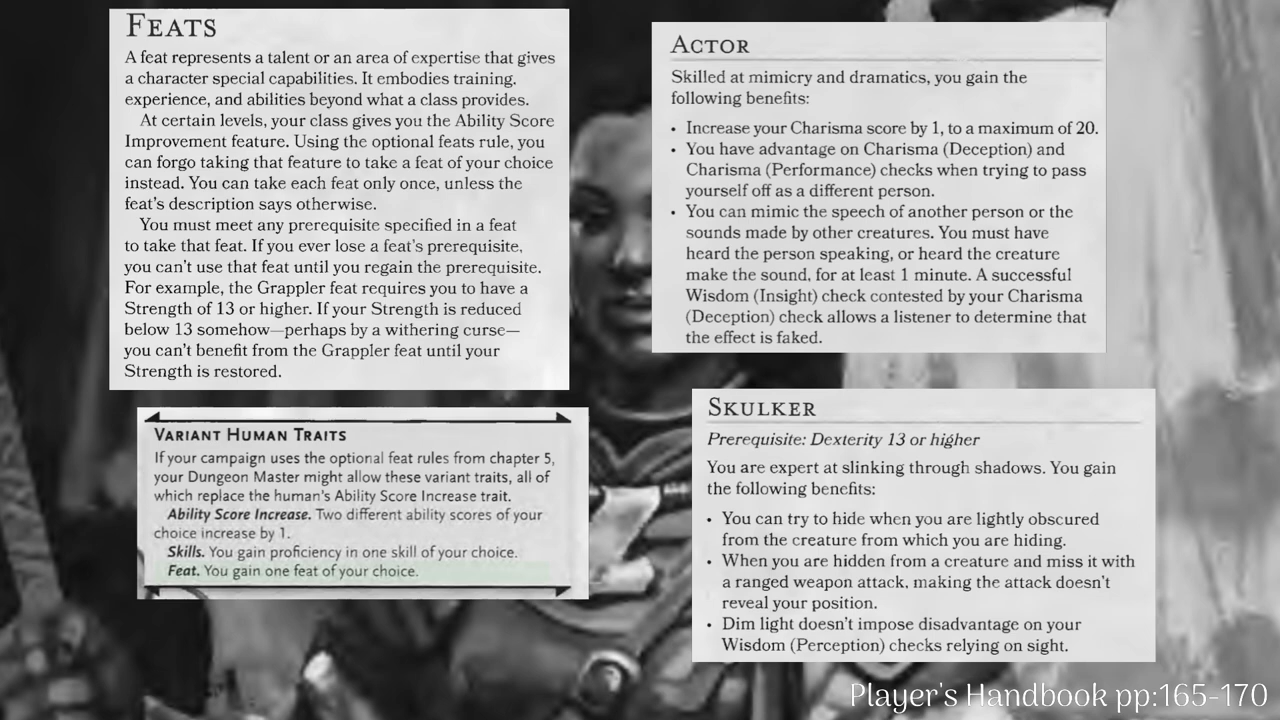 FEATS
A feat represents a talent or an area of expertise that gives
a character special capabilities. It embodies training.
experience, and abilities beyond what a class provides.
At certain levels, your class gives you the Ability Score
Improvement feature. Using the optional feats rule, you
can forgo taking that feature to take a feat of your choice
instead. You can take each feat only once, unless the
feat's description says otherwise.
You must meet any prerequisite specified in a feat
to take that feat. If you ever lose a feat's prerequisite,
you can't use that feat until you regain the prerequisite.
For example, the Grappler feat requires you to have a
Strength of 13 or higher. If your Strength is reduced
below 13 somehow—perhaps by a withering curse—
you can't benefit from the Grappler feat until your
Strength is restored.
VARIANT HUMAN TRAITS
If your campaign uses the optional feat rules from chapter 5,
your Dungeon Master might allow these variant traits, all of
which replace the human's Ability Score Increase trait.
Ability Score Increase. Two different ability scores of your
choice increase by 1.
Skills. You gain proficiency in one skill of your choice.
Feat. You gain one feat of your choice.
ACTOR
Skilled at mimicry and dramatics, you gain the
following benefits:
• Increase your Charisma score by 1, to a maximum of 20.
• You have advantage on Charisma (Deception) and
Charisma (Performance) checks when trying to pass
yourself off as a different person.
• You can mimic the speech of another person or the
sounds made by other creatures. You must have
heard the person speaking, or heard the creature
make the sound, for at least 1 minute. A successful
Wisdom (Insight) check contested by your Charisma
(Deception) check allows a listener to determine that
the effect is faked.
SKULKER
Prerequisite: Dexterity 13 or higher
You are expert at slinking through shadows. You gain
the following benefits:
• You can try to hide when you are lightly obscured
from the creature from which you are hiding.
• When you are hidden from a creature and miss it with
a ranged weapon attack, making the attack doesn't
reveal your position.
• Dim light doesn't impose disadvantage on your
Wisdom (Perception) checks relying on sight.
Player's Handbook pp:165-170